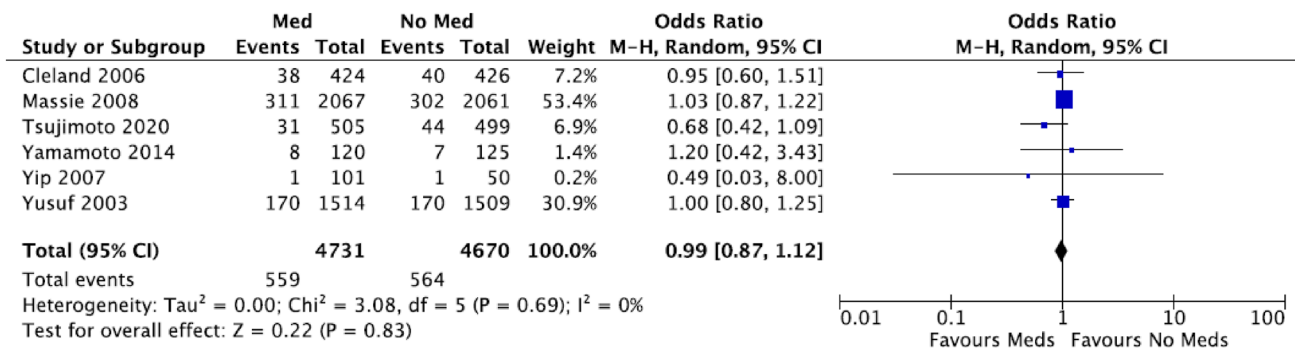 Med No Med Odds Ratio Odds Ratio
Study or Subgroup Events Total Events Total Weight M-H, Random, 95% CI M-H, Random, 95% CI
Cleland 2006 38 424 40 426 7.2% 0.95 [0.60, 1.51]
Massie 2008 311 2067 302 2061 53.4% 1.03 [0.87, 1.22]
Tsujimoto 2020 31 505 44 499 6.9% 0.68 [0.42, 1.09]
Yamamoto 2014 8 120 7 125 1.4% 1.20 [0.42, 3.43]
Yip 2007 1 101 1 50 0.2% 0.49 [0.03, 8.00]
Yusuf 2003 170 1514 170 1509 30.9% 1.00 [0.80, 1.25]
Total (95% CI) 4731 4670 100.0% 0.99 [0.87, 1.12]
Total events 559 564
Heterogeneity: Tau² = 0.00; Chi² = 3.08, df = 5 (P = 0.69); I² = 0%
Test for overall effect: Z = 0.22 (P = 0.83)
0.01 0.1 1 10 100
Favours Meds Favours No Meds